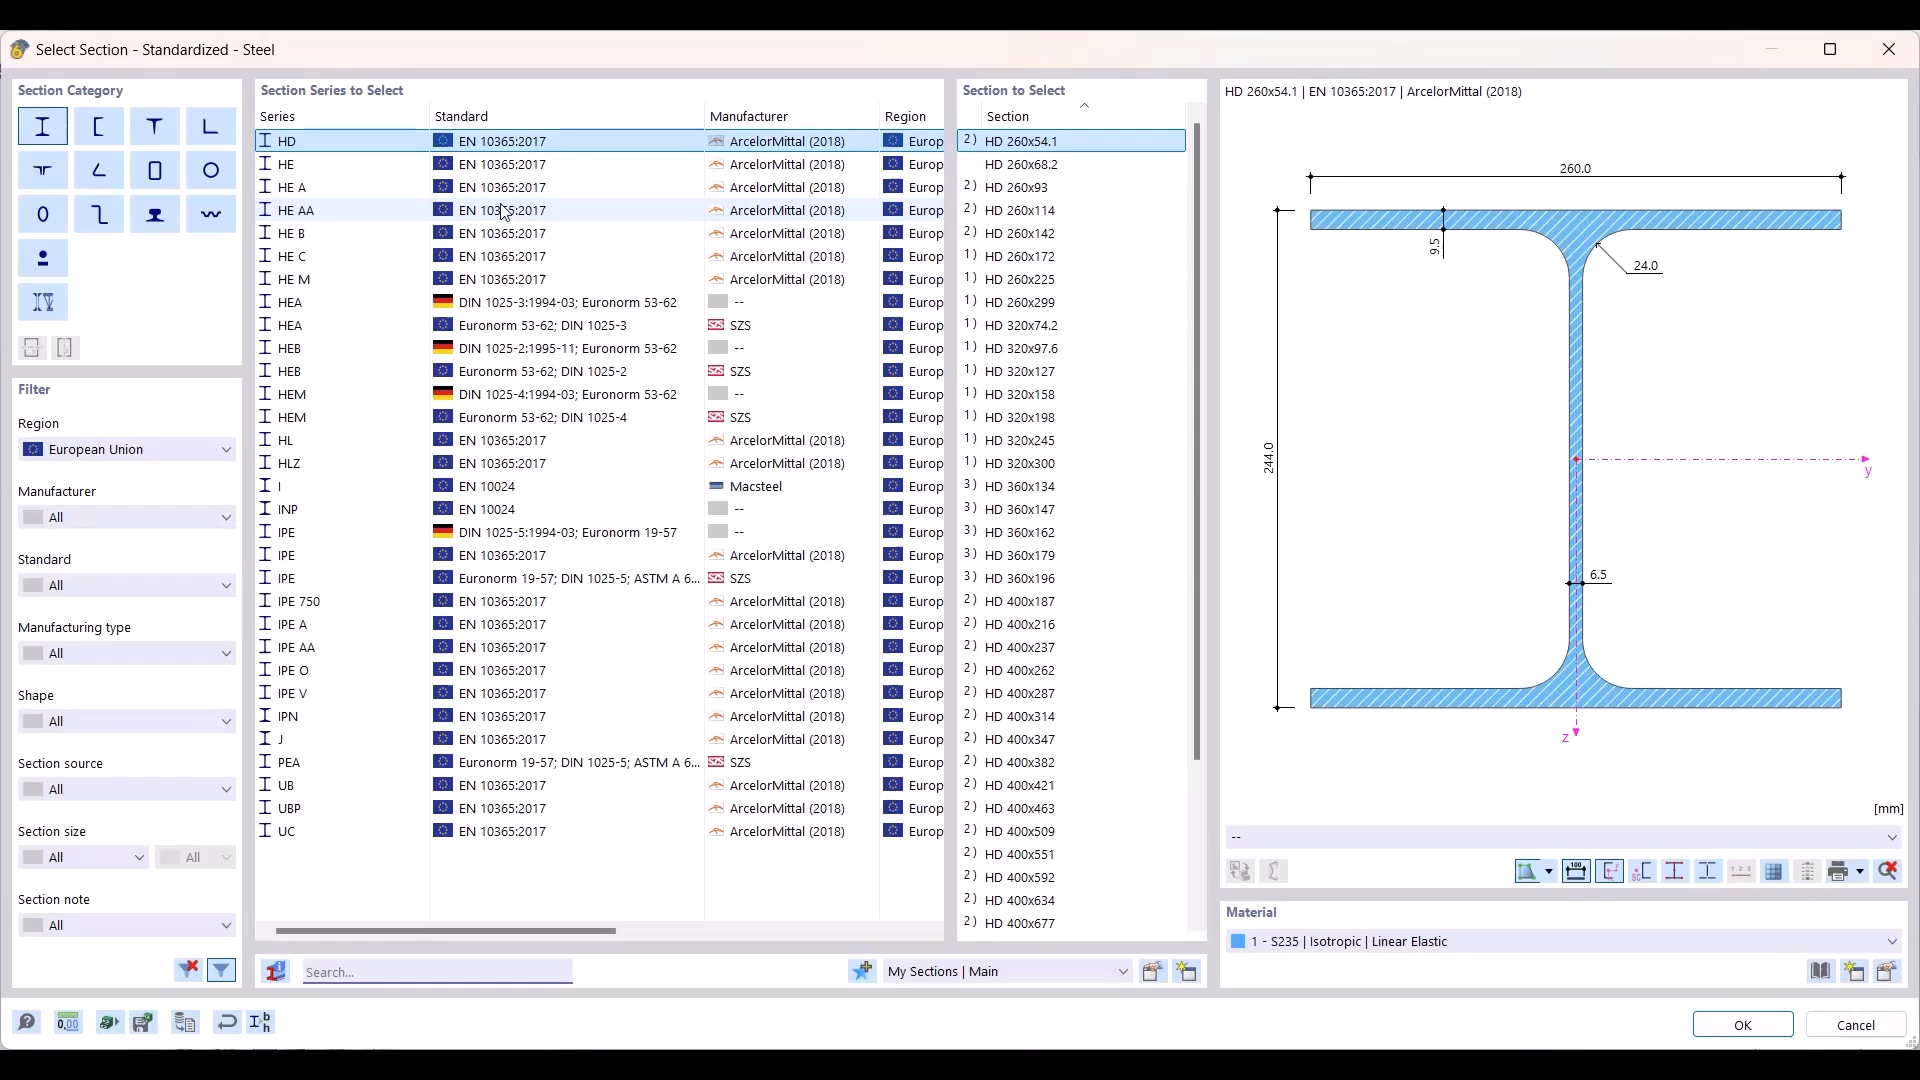 Select Section - Standardized - Steel
Section Category
Filter
Region
European Union
Manufacturer
All
Standard
All
Manufacturing type
All
Shape
All
Section source
All
Section size
All All
Section note
All
Section Series to Select
Series Standard Manufacturer Region
HD EN 10365:2017 ArcelorMittal (2018) Europ
HE EN 10365:2017 ArcelorMittal (2018) Europ
HE A EN 10365:2017 ArcelorMittal (2018) Europ
HE AA EN 10365:2017 ArcelorMittal (2018) Europ
HE B EN 10365:2017 ArcelorMittal (2018) Europ
HE C EN 10365:2017 ArcelorMittal (2018) Europ
HE M EN 10365:2017 ArcelorMittal (2018) Europ
HEA DIN 1025-3:1994-03; Euronorm 53-62 -- Europ
HEA Euronorm 53-62; DIN 1025-3 SZS Europ
HEB DIN 1025-2:1995-11; Euronorm 53-62 -- Europ
HEB Euronorm 53-62; DIN 1025-2 SZS Europ
HEM DIN 1025-4:1994-03; Euronorm 53-62 -- Europ
HEM Euronorm 53-62; DIN 1025-4 SZS Europ
HL EN 10365:2017 ArcelorMittal (2018) Europ
HLZ EN 10365:2017 ArcelorMittal (2018) Europ
I EN 10024 Macsteel Europ
INP EN 10024 -- Europ
IPE DIN 1025-5:1994-03; Euronorm 19-57 -- Europ
IPE EN 10365:2017 ArcelorMittal (2018) Europ
IPE Euronorm 19-57; DIN 1025-5; ASTM A 6... SZS Europ
IPE 750 EN 10365:2017 ArcelorMittal (2018) Europ
IPE A EN 10365:2017 ArcelorMittal (2018) Europ
IPE AA EN 10365:2017 ArcelorMittal (2018) Europ
IPE O EN 10365:2017 ArcelorMittal (2018) Europ
IPE V EN 10365:2017 ArcelorMittal (2018) Europ
IPN EN 10365:2017 ArcelorMittal (2018) Europ
J EN 10365:2017 ArcelorMittal (2018) Europ
PEA Euronorm 19-57; DIN 1025-5; ASTM A 6... SZS Europ
UB EN 10365:2017 ArcelorMittal (2018) Europ
UBP EN 10365:2017 ArcelorMittal (2018) Europ
UC EN 10365:2017 ArcelorMittal (2018) Europ
Search...
Section to Select
Section
2) HD 260x54.1
HD 260x68.2
2) HD 260x93
2) HD 260x114
2) HD 260x142
1) HD 260x172
1) HD 260x225
1) HD 260x299
1) HD 320x74.2
1) HD 320x97.6
1) HD 320x127
1) HD 320x158
1) HD 320x198
1) HD 320x245
1) HD 320x300
3) HD 360x134
3) HD 360x147
3) HD 360x162
3) HD 360x179
3) HD 360x196
2) HD 400x187
2) HD 400x216
2) HD 400x237
2) HD 400x262
2) HD 400x287
2) HD 400x314
2) HD 400x347
2) HD 400x382
2) HD 400x421
2) HD 400x463
2) HD 400x509
2) HD 400x551
2) HD 400x592
2) HD 400x634
2) HD 400x677
My Sections | Main
HD 260x54.1 | EN 10365:2017 | ArcelorMittal (2018)
260.0
9.5
24.0
244.0
y
6.5
z
[mm]
--
100
SC
1 2 3
Material
1 - S235 | Isotropic | Linear Elastic
0,00
b
h
OK
Cancel